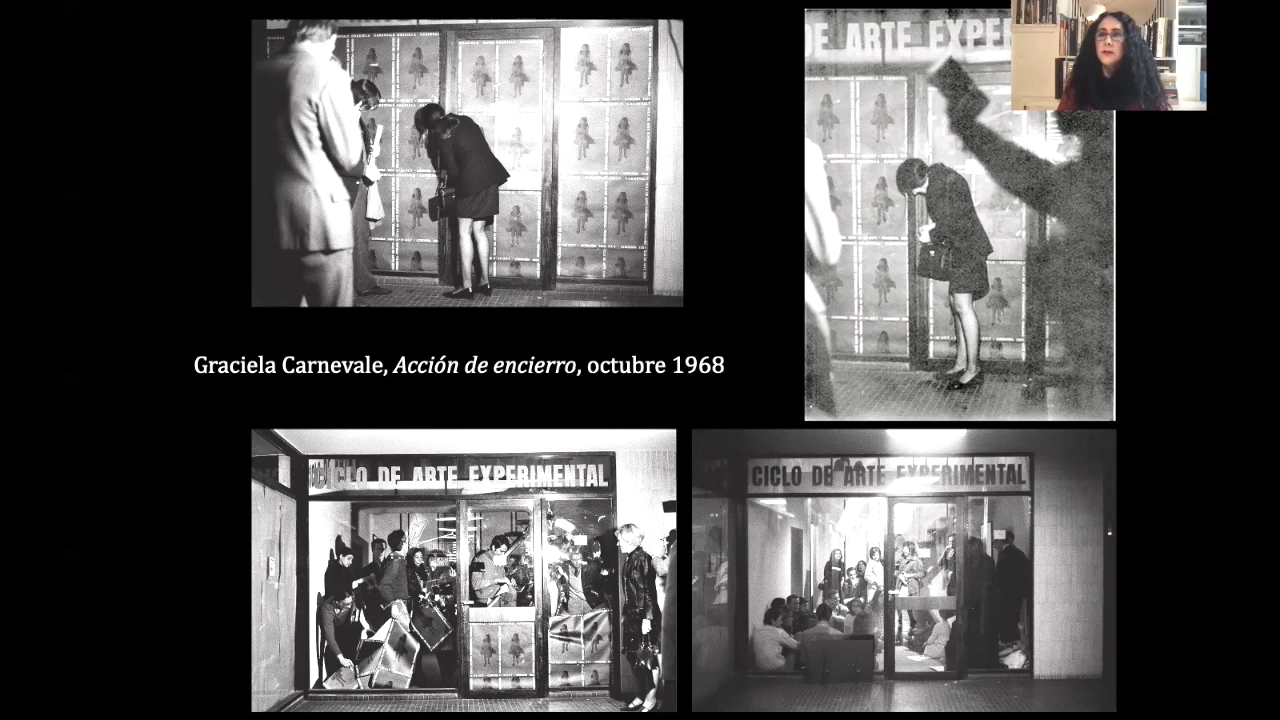 DE ARTE EXPER
Graciela Carnevale, Acción de encierro, octubre 1968
CICLO DE ARTE EXPERIMENTAL
CICLO DE ARTE EXPERIMENTAL